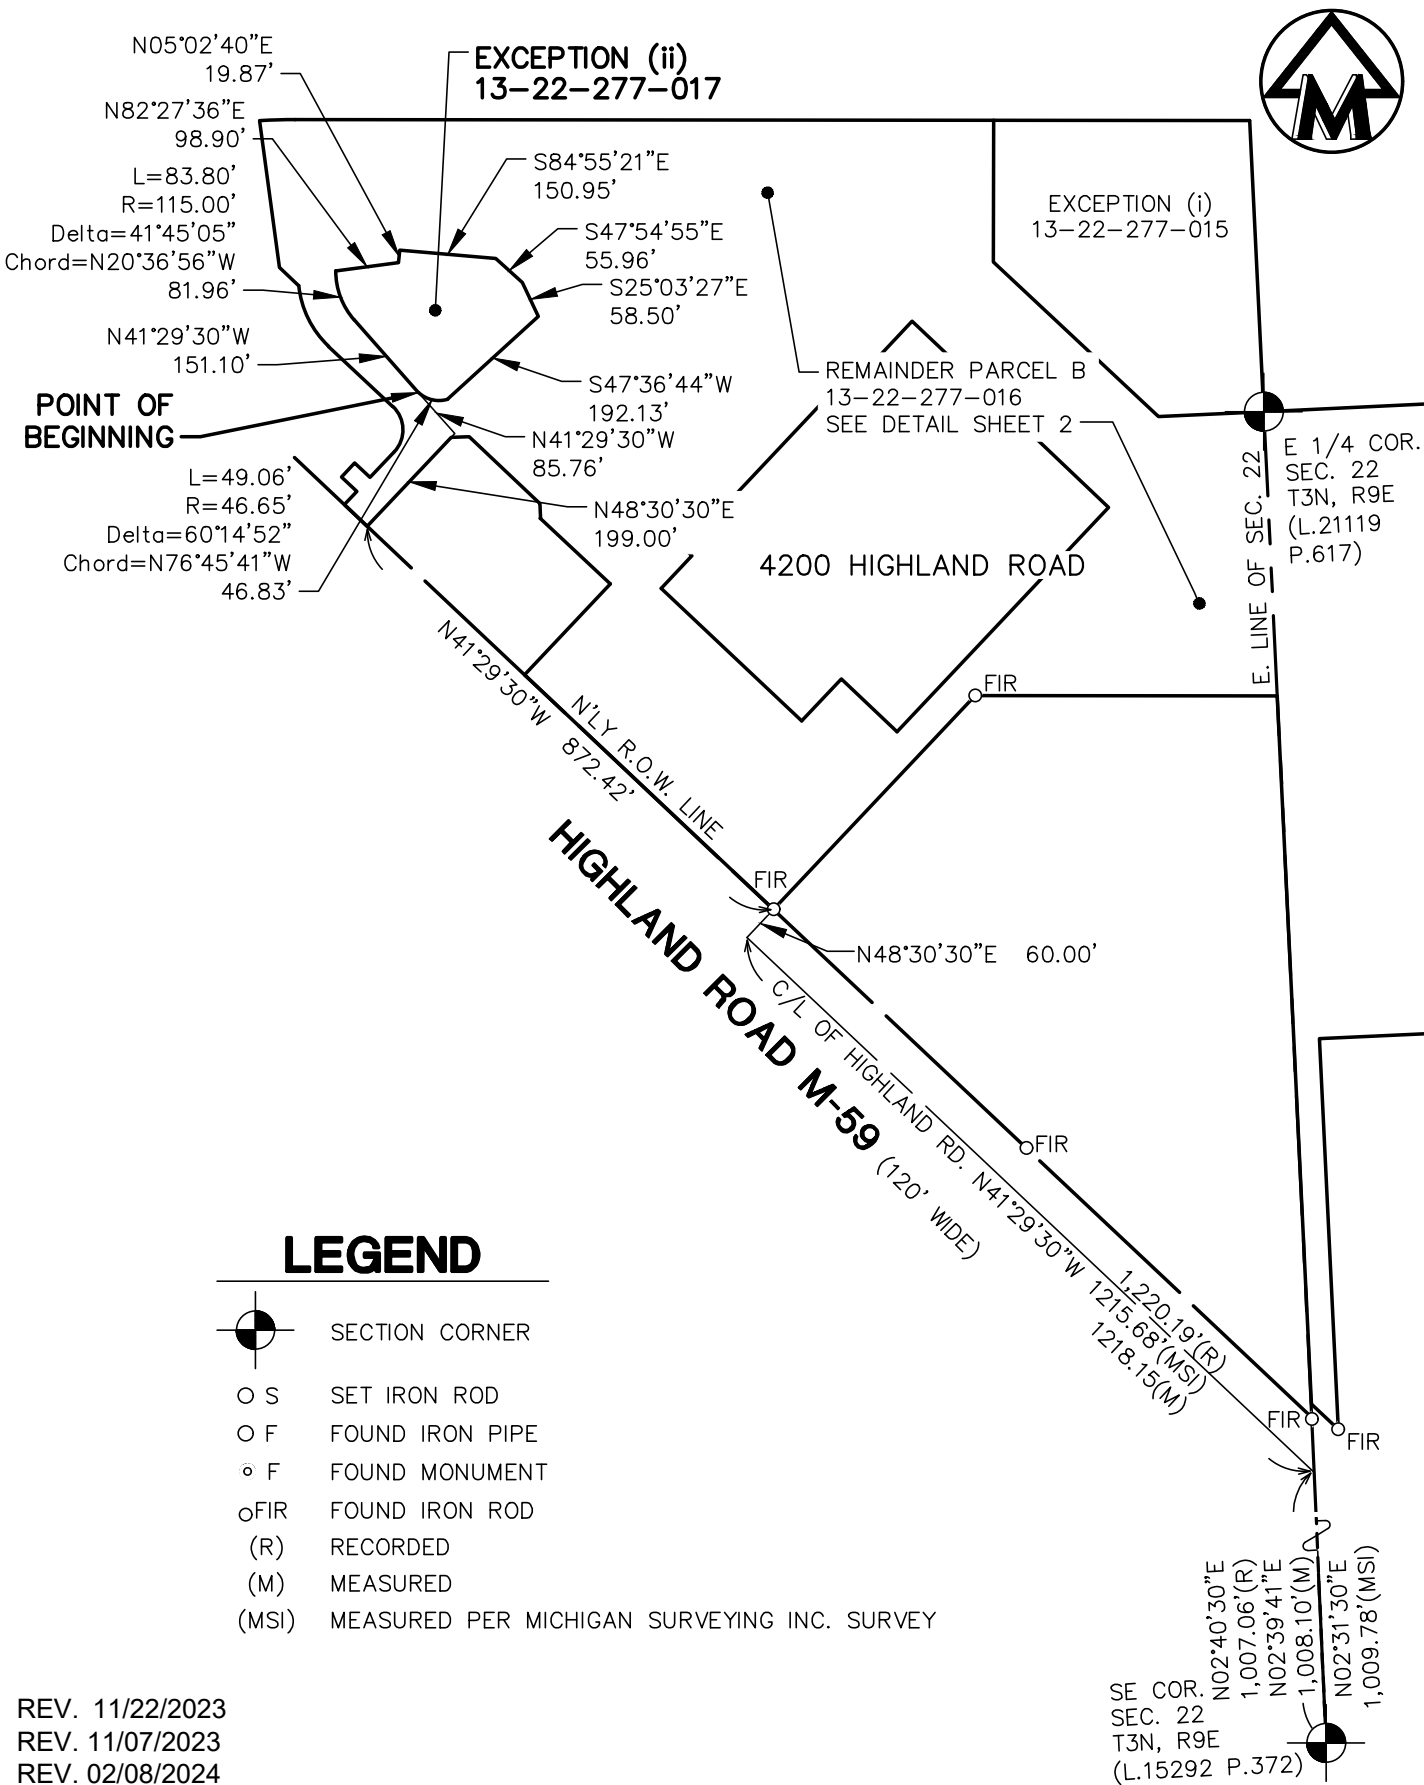 N05°02'40"E
19.87'
EXCEPTION (ii)
13-22-277-017
N82°27'36"E
98.90'
L=83.80'
R=115.00'
Delta=41°45'05"
Chord=N20°36'56"W
81.96'
N41°29'30"W
151.10'
POINT OF
BEGINNING
S84°55'21"E
150.95'
S47°54'55"E
55.96'
S25°03'27"E
58.50'
S47°36'44"W
192.13'
N41°29'30"W
85.76'
N48°30'30"E
199.00'
L=49.06'
R=46.65'
Delta=60°14'52"
Chord=N76°45'41"W
46.83'
M
EXCEPTION (i)
13-22-277-015
REMAINDER PARCEL B
13-22-277-016
SEE DETAIL SHEET 2
4200 HIGHLAND ROAD
E 1/4 COR.
SEC. 22
T3N, R9E
(L.21119
P.617)
E. LINE OF SEC. 22
FIR
N41°29'30"W 872.42'
N'LY R.O.W. LINE
FIR
N48°30'30"E 60.00'
HIGHLAND ROAD M-59 (120' WIDE)
C/L OF HIGHLAND RD. N41°29'30"W 1215.68'(MSI)
1,220.19'(R)
1218.15(M)
FIR
FIR
FIR
LEGEND
SECTION CORNER
S SET IRON ROD
F FOUND IRON PIPE
F FOUND MONUMENT
FIR FOUND IRON ROD
(R) RECORDED
(M) MEASURED
(MSI) MEASURED PER MICHIGAN SURVEYING INC. SURVEY
N02°40'30"E
1,007.06'(R)
N02°39'41"E
1,008.10'(M)
N02°31'30"E
1,009.78'(MSI)
SE COR.
SEC. 22
T3N, R9E
(L.15292 P.372)
REV. 11/22/2023
REV. 11/07/2023
REV. 02/08/2024